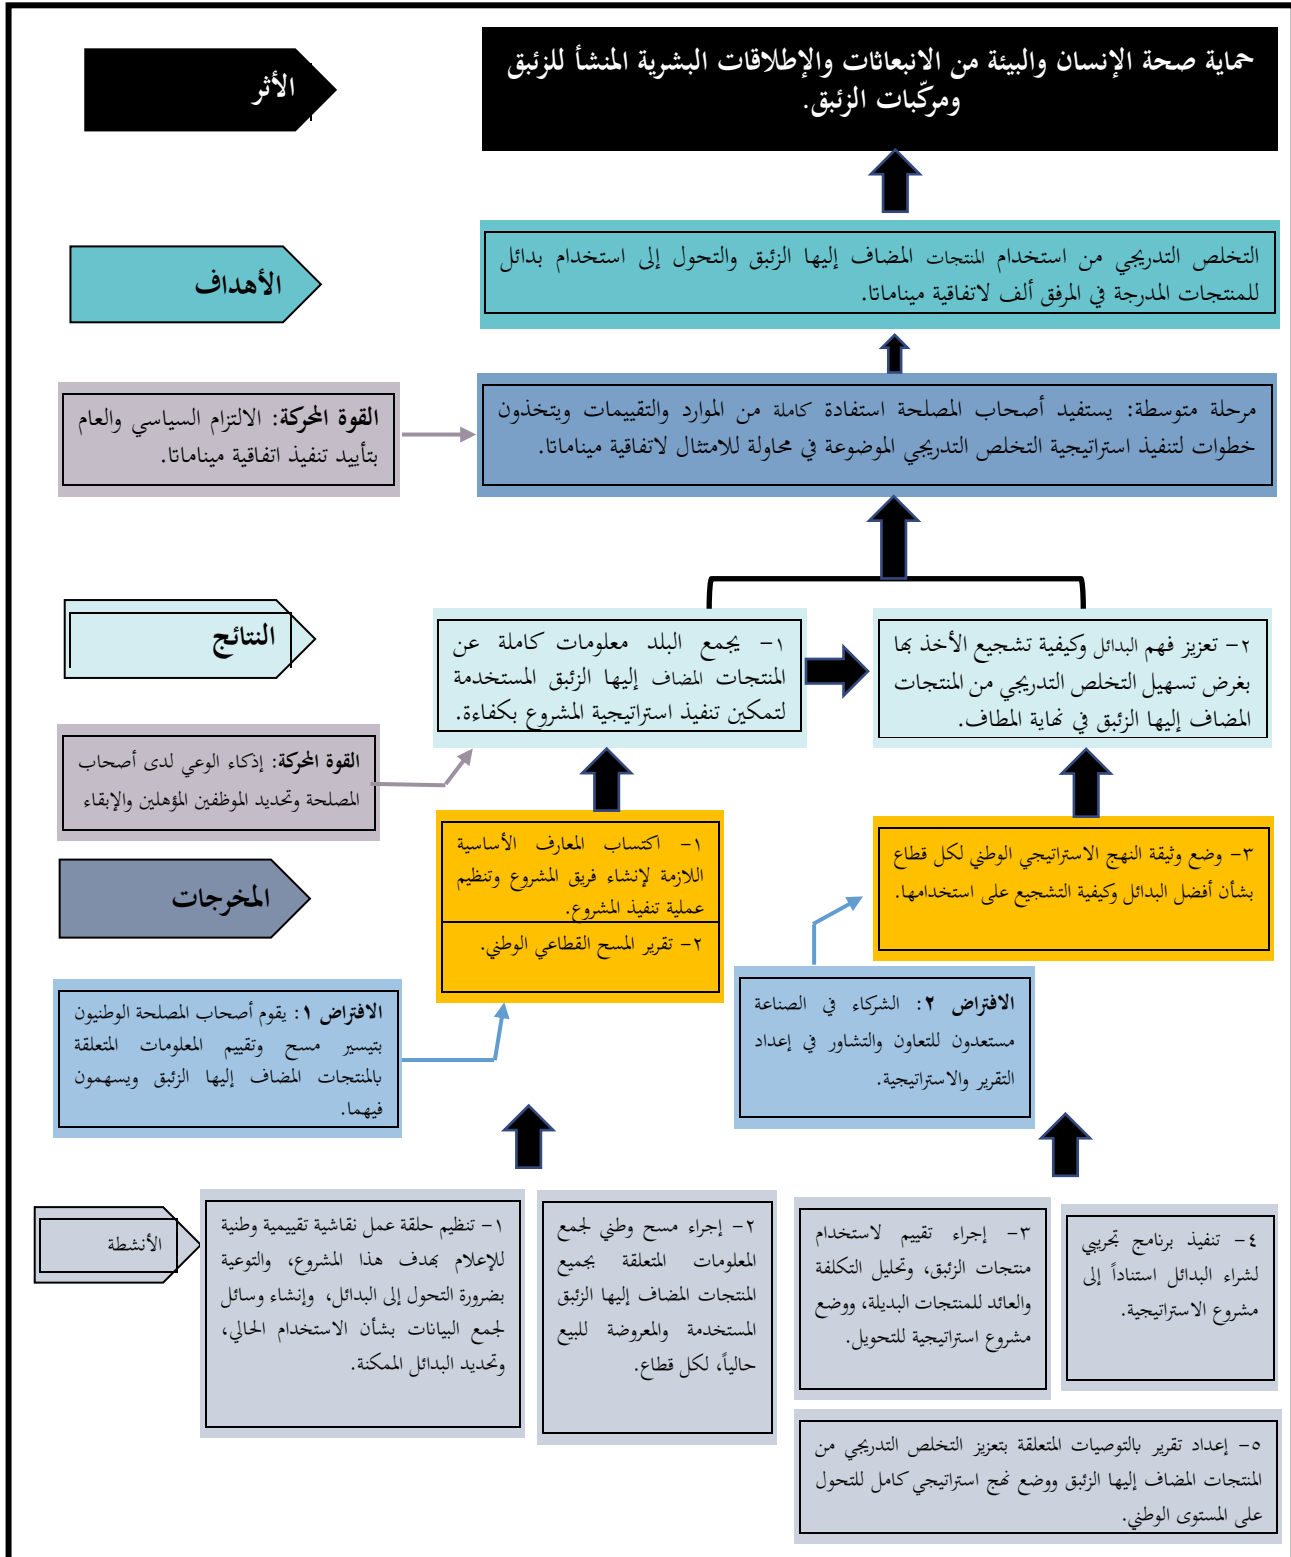 الأثر
حماية صحة الإنسان والبيئة من الانبعاثات والإطلاقات البشرية المنشأ للزئبق
ومركّبات الزئبق.
الأهداف
التخلص التدريجي من استخدام المنتجات المضاف إليها الزئبق والتحول إلى استخدام بدائل
للمنتجات المدرجة في المرفق ألف لاتفاقية ميناماتا.
القوة المحركة: الالتزام السياسي والعام
بتأييد تنفيذ اتفاقية ميناماتا.
مرحلة متوسطة: يستفيد أصحاب المصلحة استفادة كاملة من الموارد والتقييمات ويتخذون
خطوات لتنفيذ استراتيجية التخلص التدريجي الموضوعة في محاولة للامتثال لاتفاقية ميناماتا.
النتائج
١- يجمع البلد معلومات كاملة عن
المنتجات المضاف إليها الزئبق المستخدمة
لتمكين تنفيذ استراتيجية المشروع بكفاءة.
٢- تعزيز فهم البدائل وكيفية تشجيع الأخذ بها
بغرض تسهيل التخلص التدريجي من المنتجات
المضاف إليها الزئبق في نهاية المطاف.
القوة المحركة: إذكاء الوعي لدى أصحاب
المصلحة وتحديد الموظفين المؤهلين والإبقاء
المخرجات
١- اكتساب المعارف الأساسية
اللازمة لإنشاء فريق المشروع وتنظيم
عملية تنفيذ المشروع.
٢- تقرير المسح القطاعي الوطني.
٣- وضع وثيقة النهج الاستراتيجي الوطني لكل قطاع
بشأن أفضل البدائل وكيفية التشجيع على استخدامها.
الافتراض ١: يقوم أصحاب المصلحة الوطنيون
بتيسير مسح وتقييم المعلومات المتعلقة
بالمنتجات المضاف إليها الزئبق ويسهمون
فيهما.
الافتراض ٢: الشركاء في الصناعة
مستعدون للتعاون والتشاور في إعداد
التقرير والاستراتيجية.
الأنشطة
١- تنظيم حلقة عمل نقاشية تقييمية وطنية
للإعلام بهدف هذا المشروع، والتوعية
بضرورة التحول إلى البدائل، وإنشاء وسائل
لجمع البيانات بشأن الاستخدام الحالي،
وتحديد البدائل الممكنة.
٢- إجراء مسح وطني لجمع
المعلومات المتعلقة بجميع
المنتجات المضاف إليها الزئبق
المستخدمة والمعروضة للبيع
حالياً، لكل قطاع.
٣- إجراء تقييم لاستخدام
منتجات الزئبق، وتحليل التكلفة
والعائد للمنتجات البديلة، ووضع
مشروع استراتيجية للتحويل.
٤- تنفيذ برنامج تجريبي
لشراء البدائل استناداً إلى
مشروع الاستراتيجية.
٥- إعداد تقرير بالتوصيات المتعلقة بتعزيز التخلص التدريجي من
المنتجات المضاف إليها الزئبق ووضع نهج استراتيجي كامل للتحول
على المستوى الوطني.